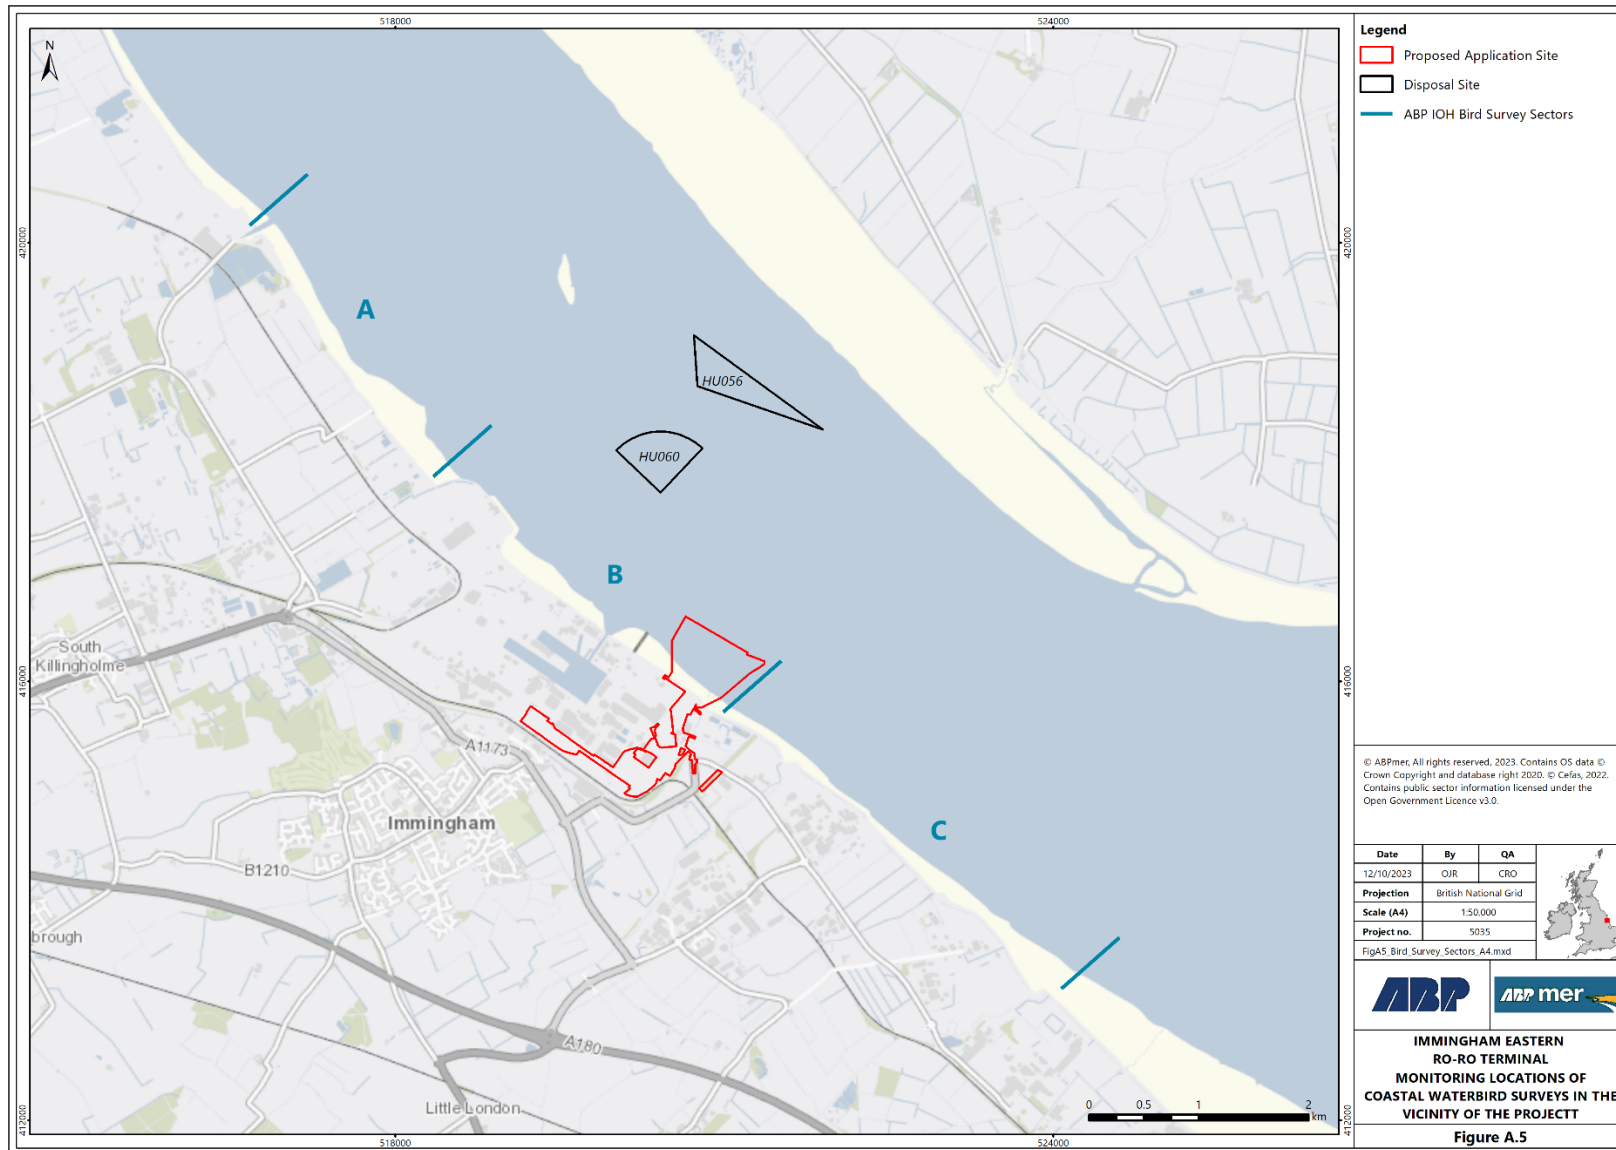 518000
524000
N
420000
420000
A
HU056
HU060
B
South
Killingholme
416000
416000
A1173
Immingham
C
B1210
brough
A180
Little London
0 0.5 1 2
km
412000
412000
518000
524000
Legend
Proposed Application Site
Disposal Site
ABP IOH Bird Survey Sectors
© ABPmer, All rights reserved, 2023. Contains OS data ©
Crown Copyright and database right 2020. © Cefas, 2022.
Contains public sector information licensed under the
Open Government Licence v3.0.
Date By QA
12/10/2023 OJR CRO
Projection British National Grid
Scale (A4) 1:50,000
Project no. 5035
FigA5_Bird_Survey_Sectors_A4.mxd
ABP
ABP mer
IMMINGHAM EASTERN
RO-RO TERMINAL
MONITORING LOCATIONS OF
COASTAL WATERBIRD SURVEYS IN THE
VICINITY OF THE PROJECTT
Figure A.5